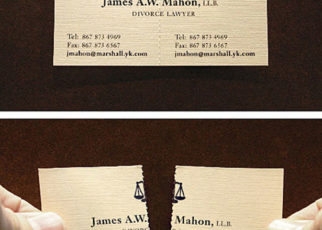 James A.W. Mahon, LL.B.
DIVORCE LAWYER
Tel: 867 873 4969 Tel: 867 873 4969
Fax: 867 873 6567 Fax: 867 873 6567
jmahon@marshall.yk.com jmahon@marshall.yk.com
James A.W. Mahon, LL.B.